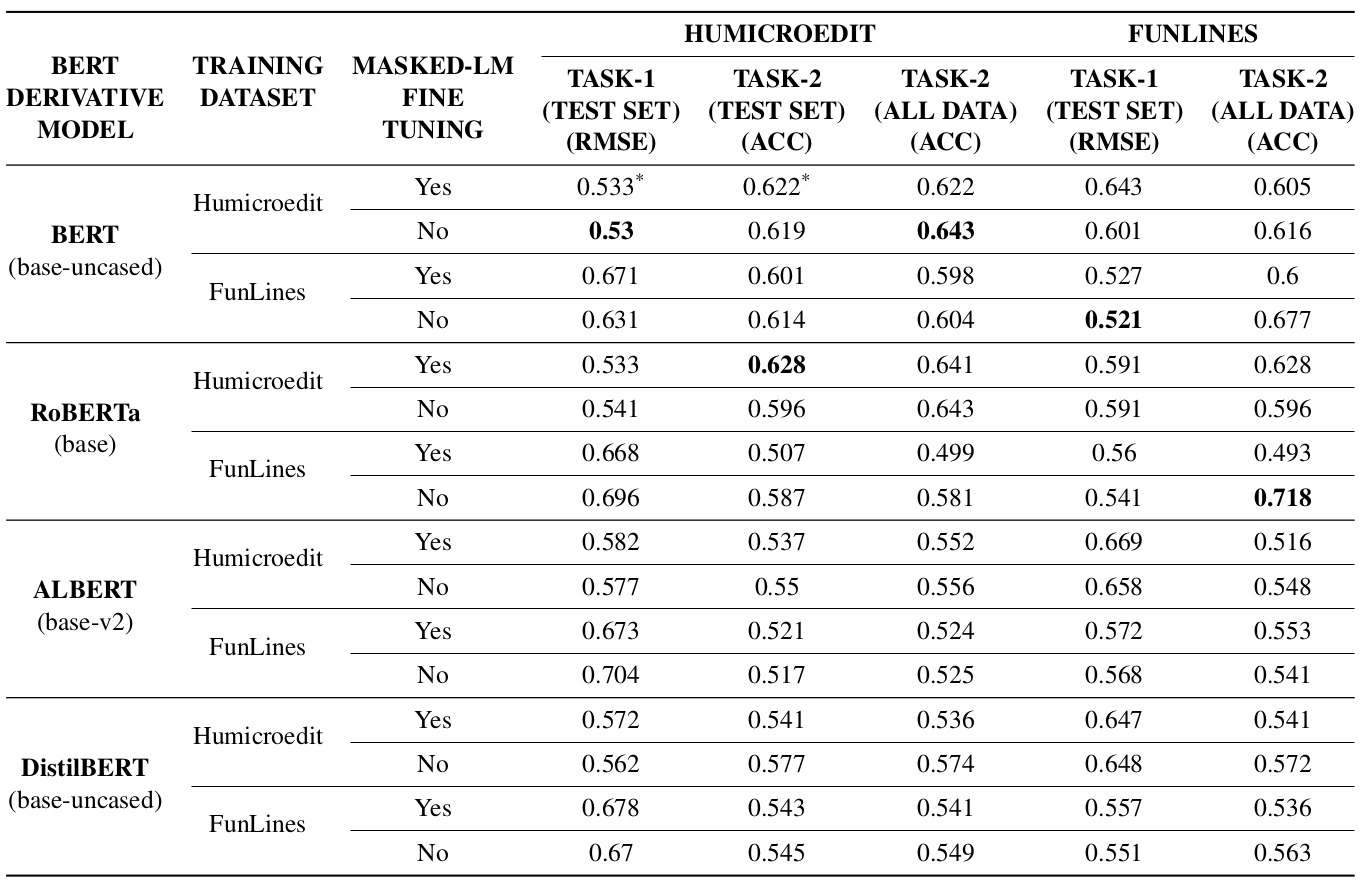 HUMICROEDIT FUNLINES
BERT DERIVATIVE MODEL TRAINING DATASET MASKED-LM FINE TUNING TASK-1 (TEST SET) (RMSE) TASK-2 (TEST SET) (ACC) TASK-2 (ALL DATA) (ACC) TASK-1 (TEST SET) (RMSE) TASK-2 (ALL DATA) (ACC)
BERT (base-uncased)
Humicroedit
Yes 0.533* 0.622* 0.622 0.643 0.605
No 0.53 0.619 0.643 0.601 0.616
FunLines
Yes 0.671 0.601 0.598 0.527 0.6
No 0.631 0.614 0.604 0.521 0.677
RoBERTa (base)
Humicroedit
Yes 0.533 0.628 0.641 0.591 0.628
No 0.541 0.596 0.643 0.591 0.596
FunLines
Yes 0.668 0.507 0.499 0.56 0.493
No 0.696 0.587 0.581 0.541 0.718
ALBERT (base-v2)
Humicroedit
Yes 0.582 0.537 0.552 0.669 0.516
No 0.577 0.55 0.556 0.658 0.548
FunLines
Yes 0.673 0.521 0.524 0.572 0.553
No 0.704 0.517 0.525 0.568 0.541
DistilBERT (base-uncased)
Humicroedit
Yes 0.572 0.541 0.536 0.647 0.541
No 0.562 0.577 0.574 0.648 0.572
FunLines
Yes 0.678 0.543 0.541 0.557 0.536
No 0.67 0.545 0.549 0.551 0.563